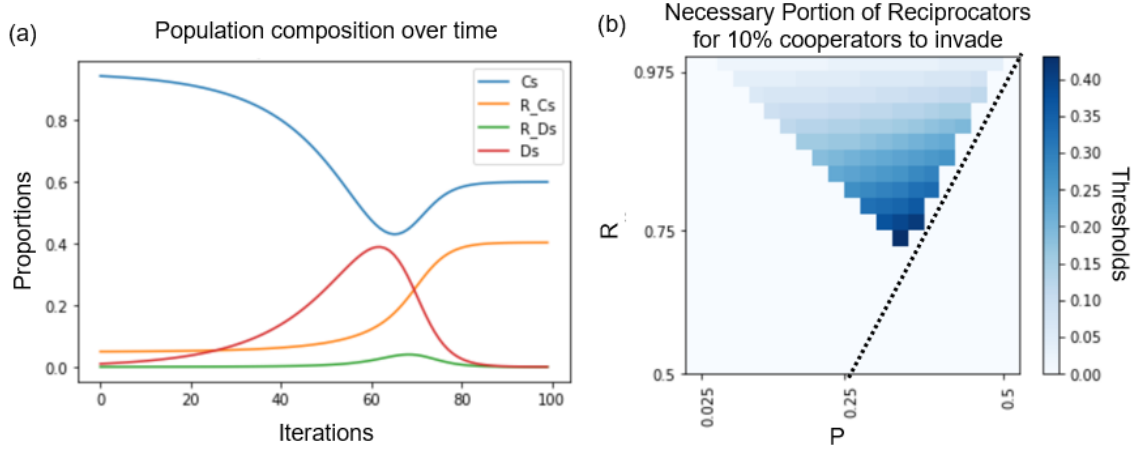 (a)
Population composition over time
Proportions
0.8
0.6
0.4
0.2
0.0
Cs
R_Cs
R_Ds
Ds
0
20
40
60
80
100
Iterations
(b)
Necessary Portion of Reciprocators
for 10% cooperators to invade
R
0.975
0.75
0.5
0.025
0.25
0.5
P
0.40
0.35
0.30
0.25
0.20
0.15
0.10
0.05
0.00
Thresholds